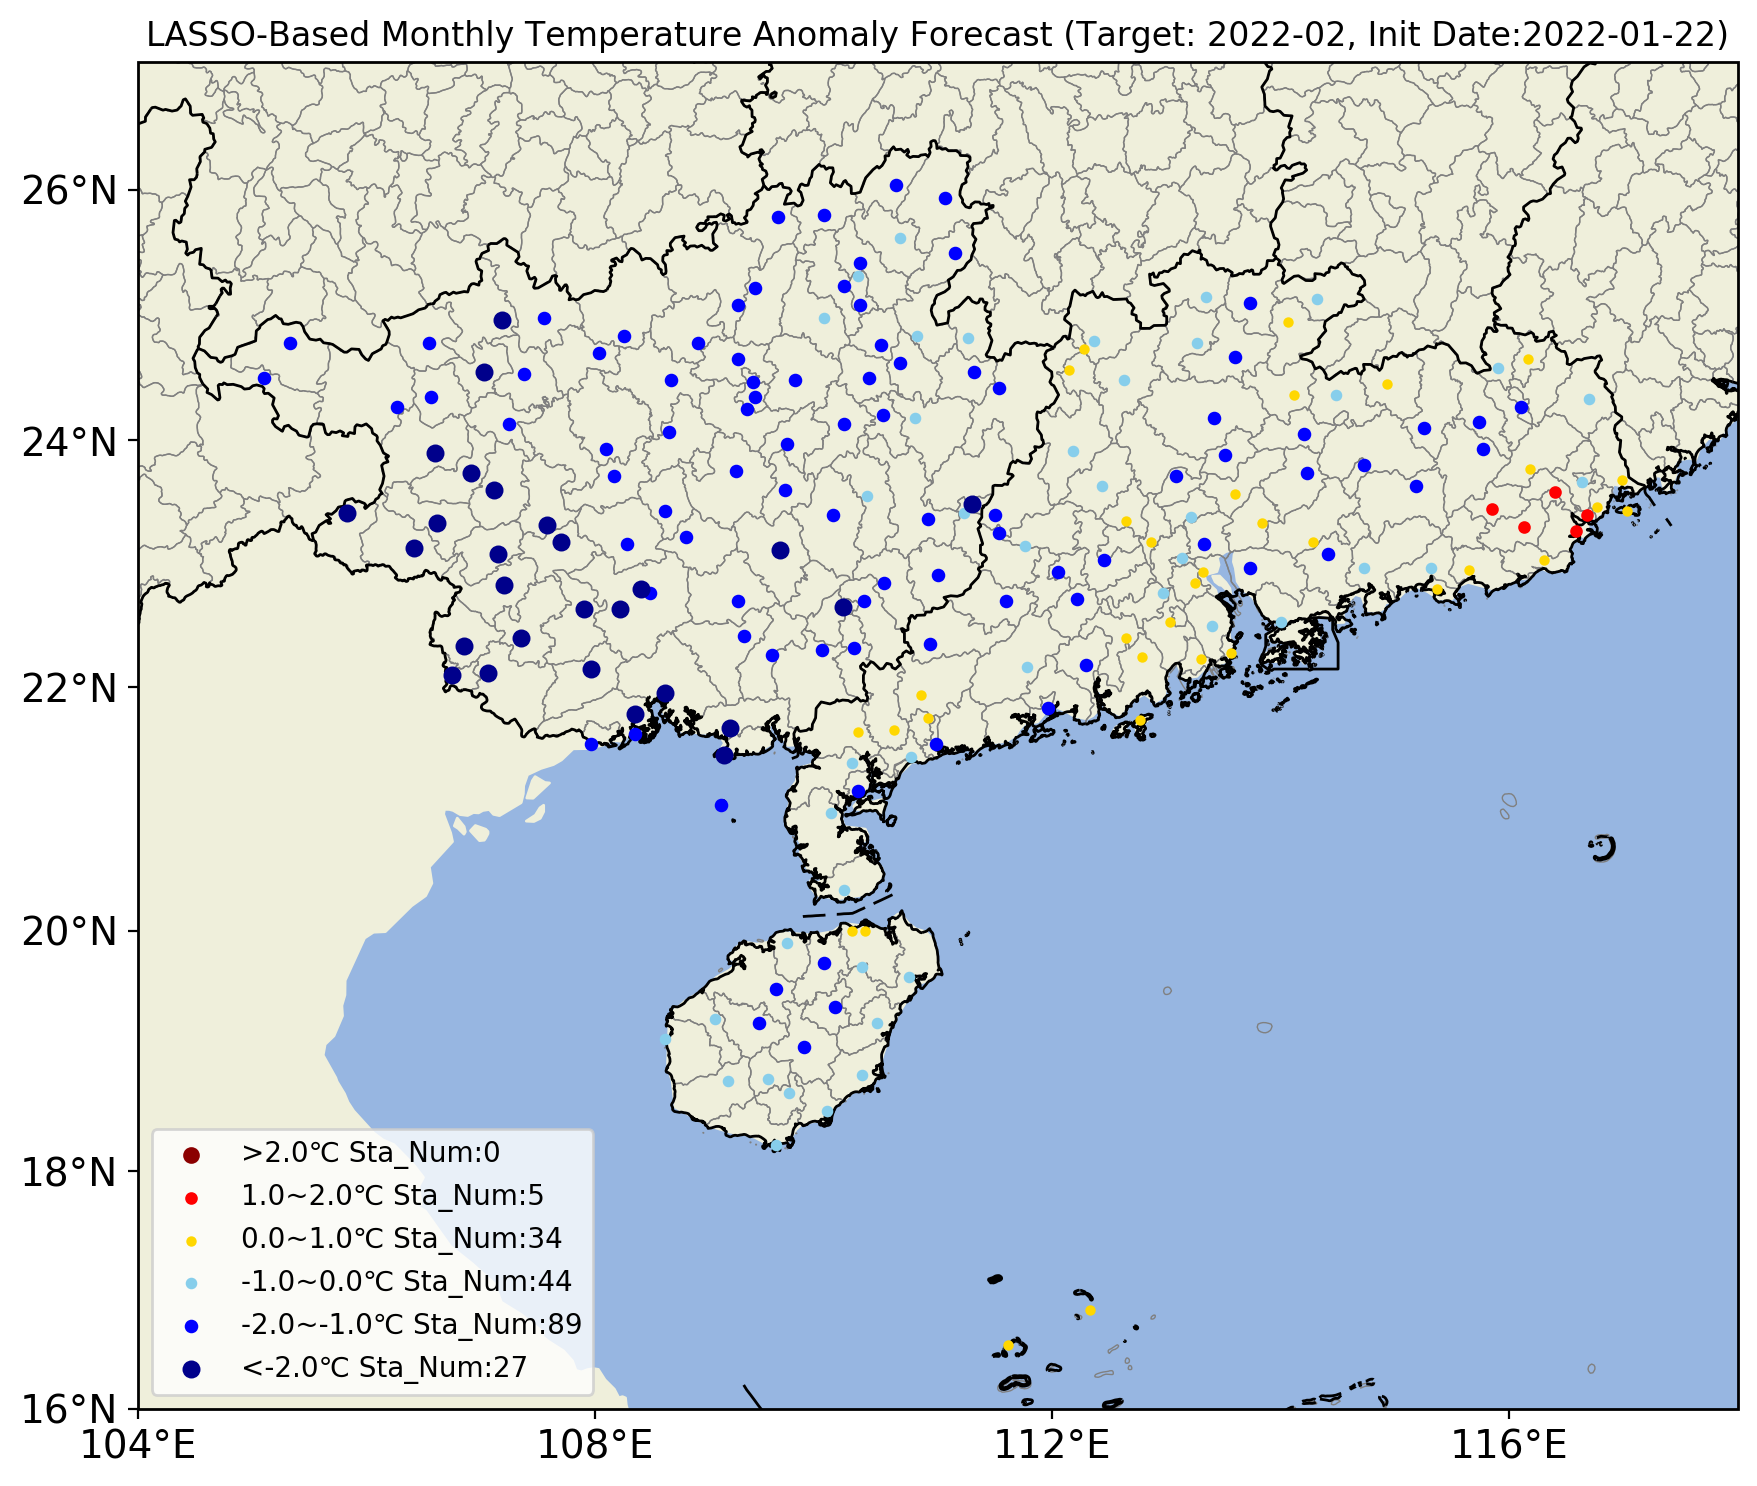 LASSO-Based Monthly Temperature Anomaly Forecast (Target: 2022-02, Init Date:2022-01-22)
26°N
24°N
22°N
20°N
18°N
16°N
>2.0℃ Sta_Num:0
1.0~2.0℃ Sta_Num:5
0.0~1.0℃ Sta_Num:34
-1.0~0.0℃ Sta_Num:44
-2.0~-1.0℃ Sta_Num:89
<-2.0℃ Sta_Num:27
104°E
108°E
112°E
116°E